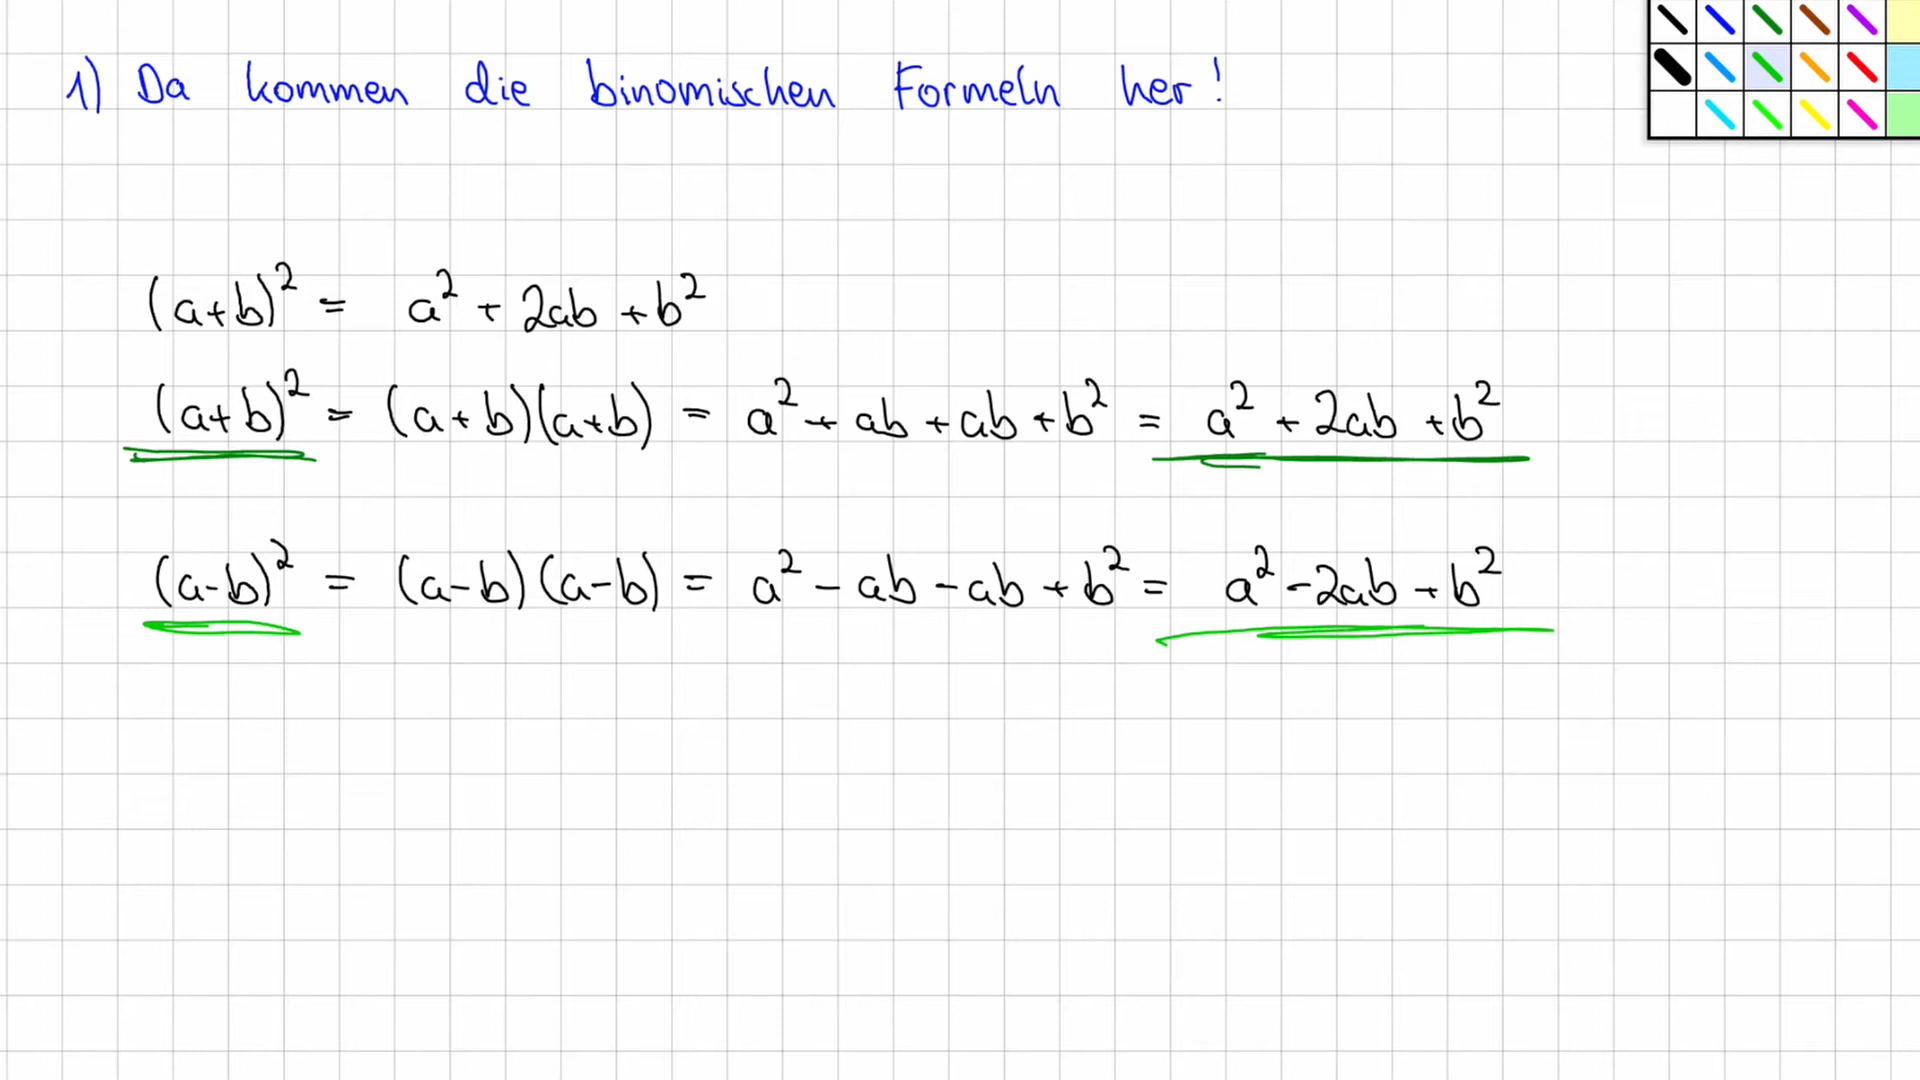 1) Da kommen die binomischen Formeln her!
(a+b)² = a² + 2ab + b²
(a+b)² = (a+b)(a+b) = a² + ab + ab + b² = a² + 2ab + b²
(a-b)² = (a-b)(a-b) = a² - ab - ab + b² = a² - 2ab + b²